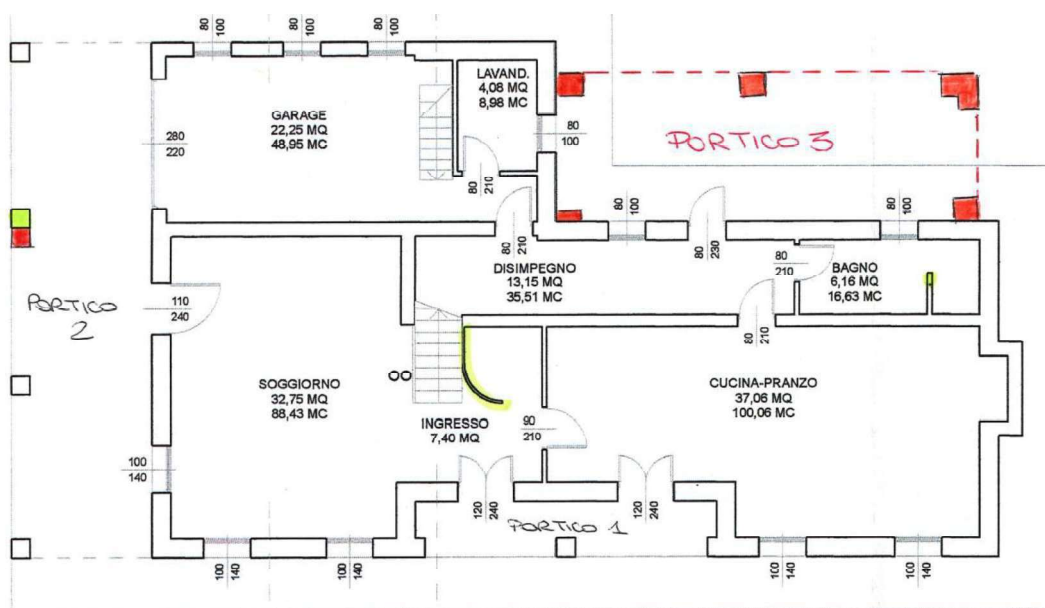 80
100
80
100
80
100
LAVAND.
4,08 MQ
8,98 MC
GARAGE
22,25 MQ
48,95 MC
280
220
80
100
PORTICO 3
80
210
80
210
80
100
80
230
80
100
DISIMPEGNO
13,15 MQ
35,51 MC
80
210
BAGNO
6,16 MQ
16,63 MC
PORTICO
2
110
240
80
210
SOGGIORNO
32,75 MQ
88,43 MC
CUCINA-PRANZO
37,06 MQ
100,06 MC
INGRESSO
7,40 MQ
90
210
100
140
120
240
PORTICO 1
120
240
100
140
100
140
100
140
100
140